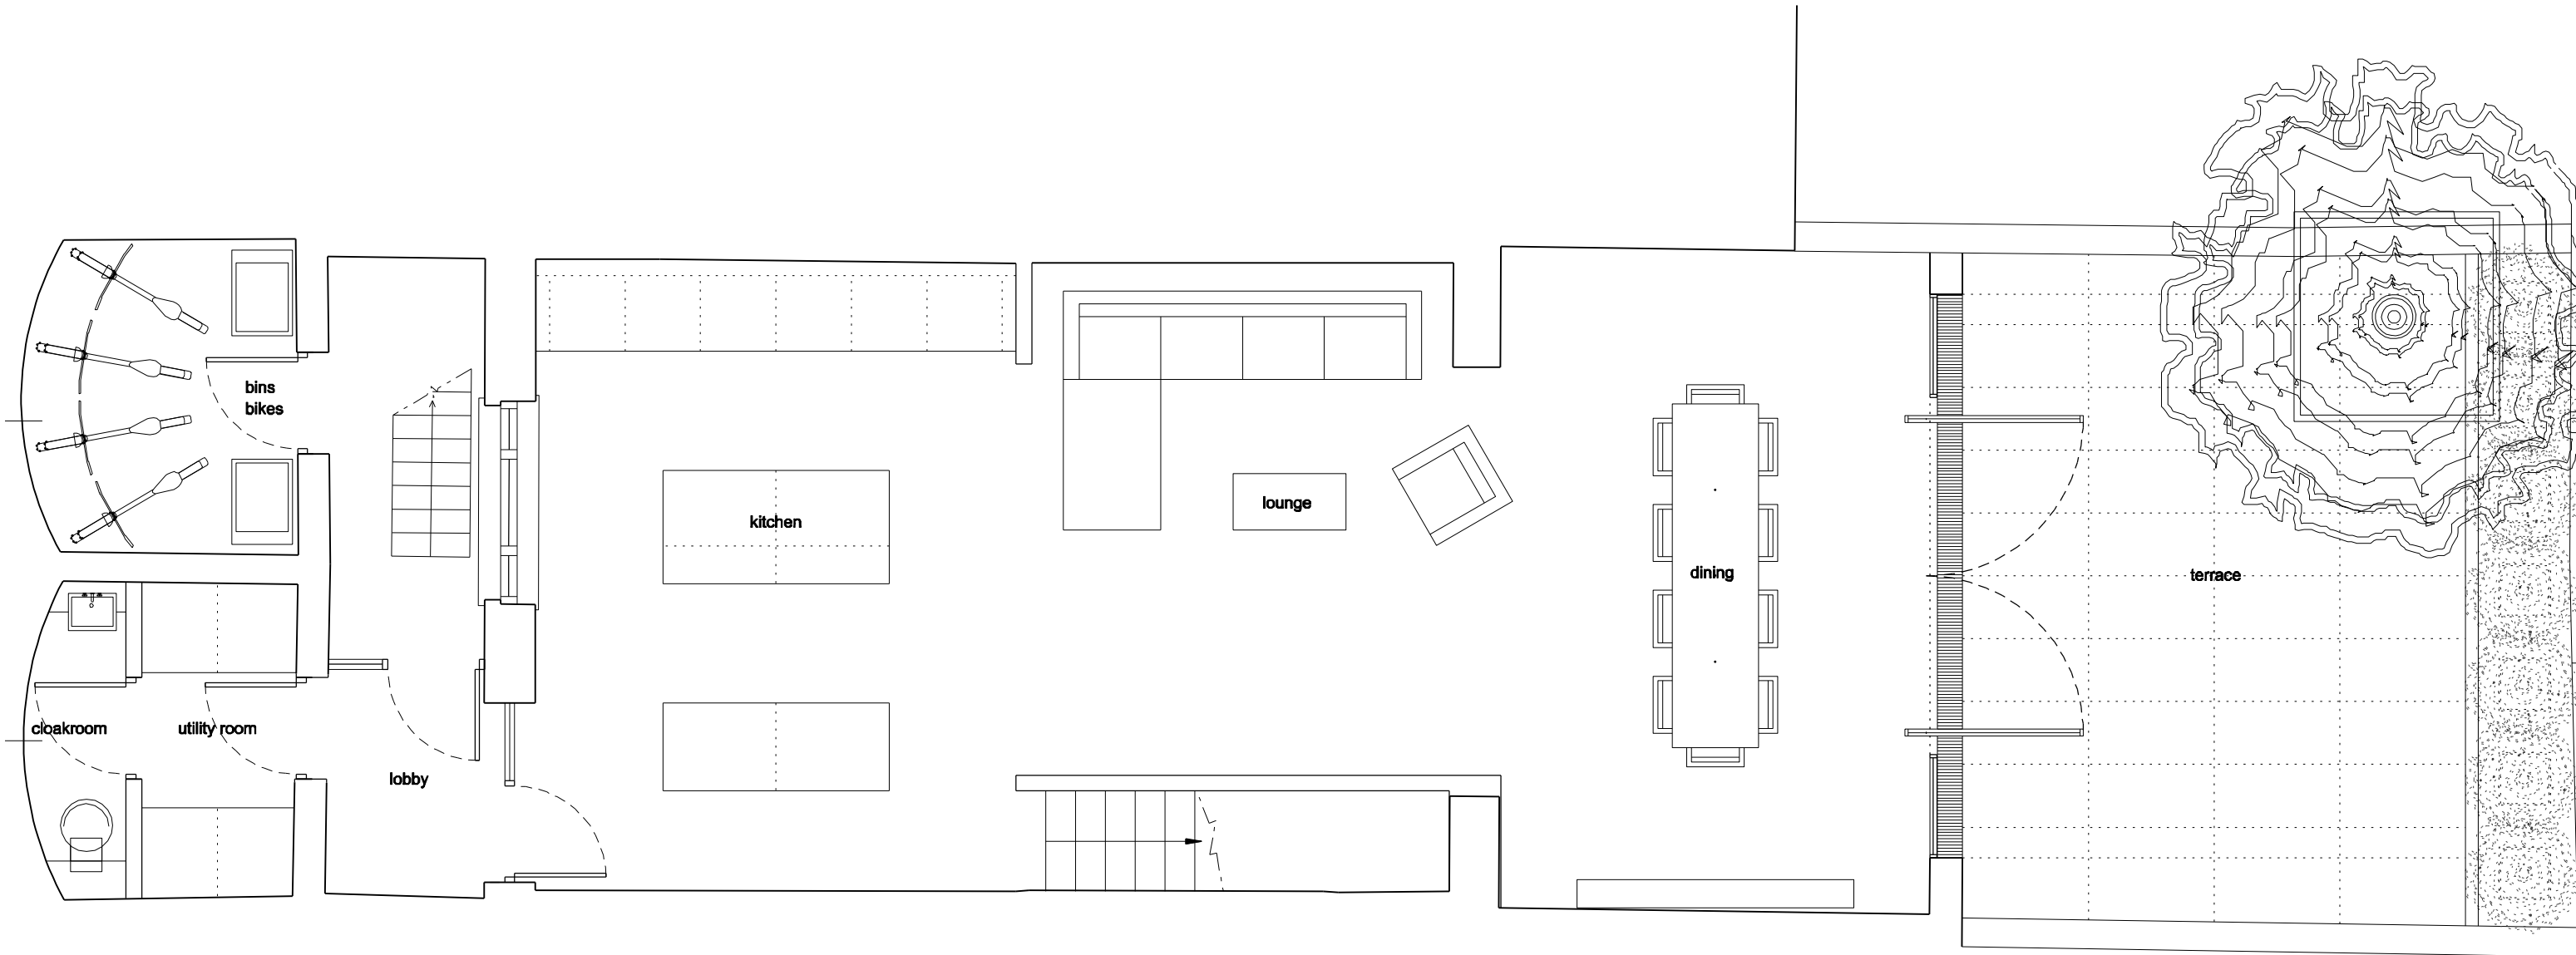 bins
bikes
kitchen
lounge
dining
terrace
cloakroom
utility room
lobby